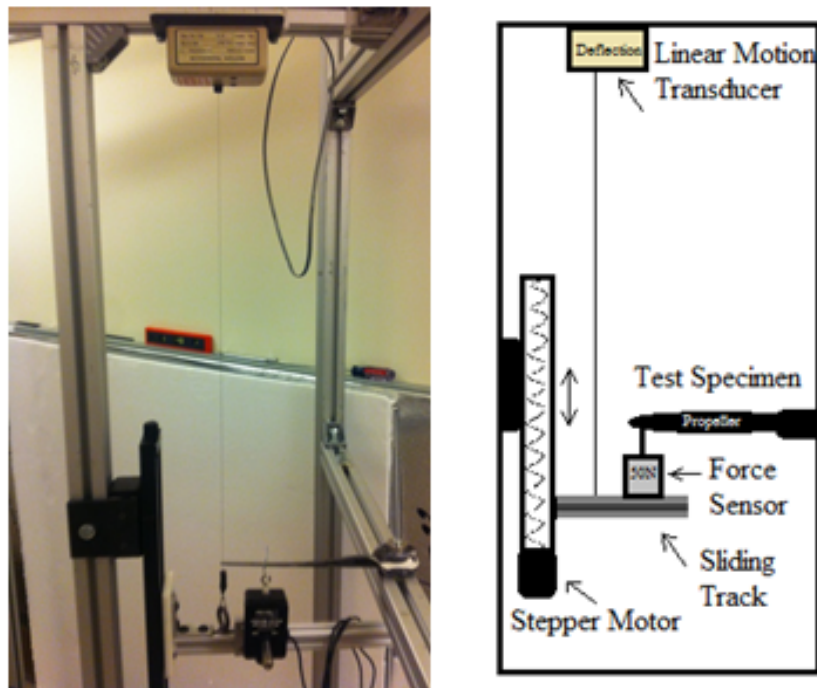 Deflection
Linear Motion
Transducer
Test Specimen
Propeller
50N
Force
Sensor
Sliding
Track
Stepper Motor